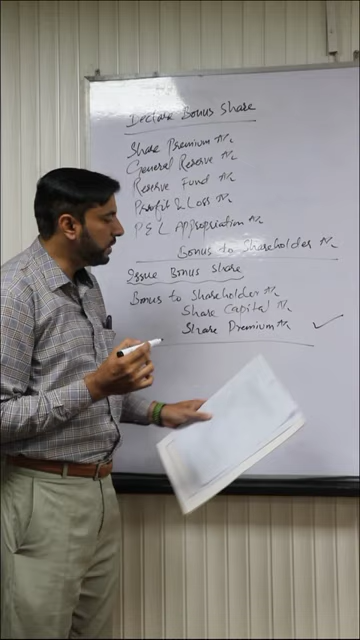 Declare Bonus Share
Share Premium A/c
General Reserve A/c
Reserve Fund A/c
Profit & Loss A/c
P & L Appropriation A/c
Bonus to Shareholder A/c
Issue Bonus Share
Bonus to Shareholder A/c
Share Capital A/c
Share Premium A/c